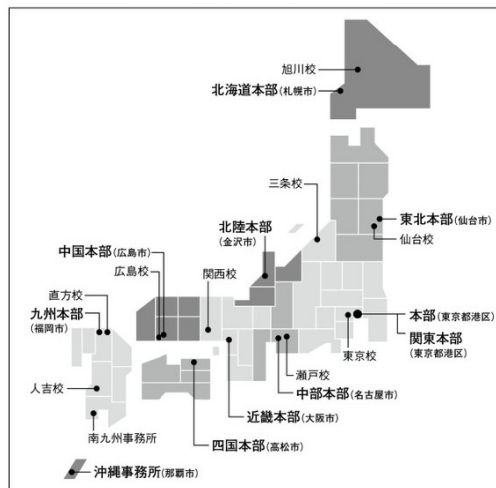 旭川校
北海道本部(札幌市)
三条校
東北本部(仙台市)
仙台校
北陸本部
(金沢市)
中国本部(広島市)
広島校
関西校
直方校
九州本部
(福岡市)
本部(東京都港区)
関東本部
(東京都港区)
東京校
瀬戸校
中部本部(名古屋市)
人吉校
近畿本部(大阪市)
南九州事務所
四国本部(高松市)
沖縄事務所(那覇市)